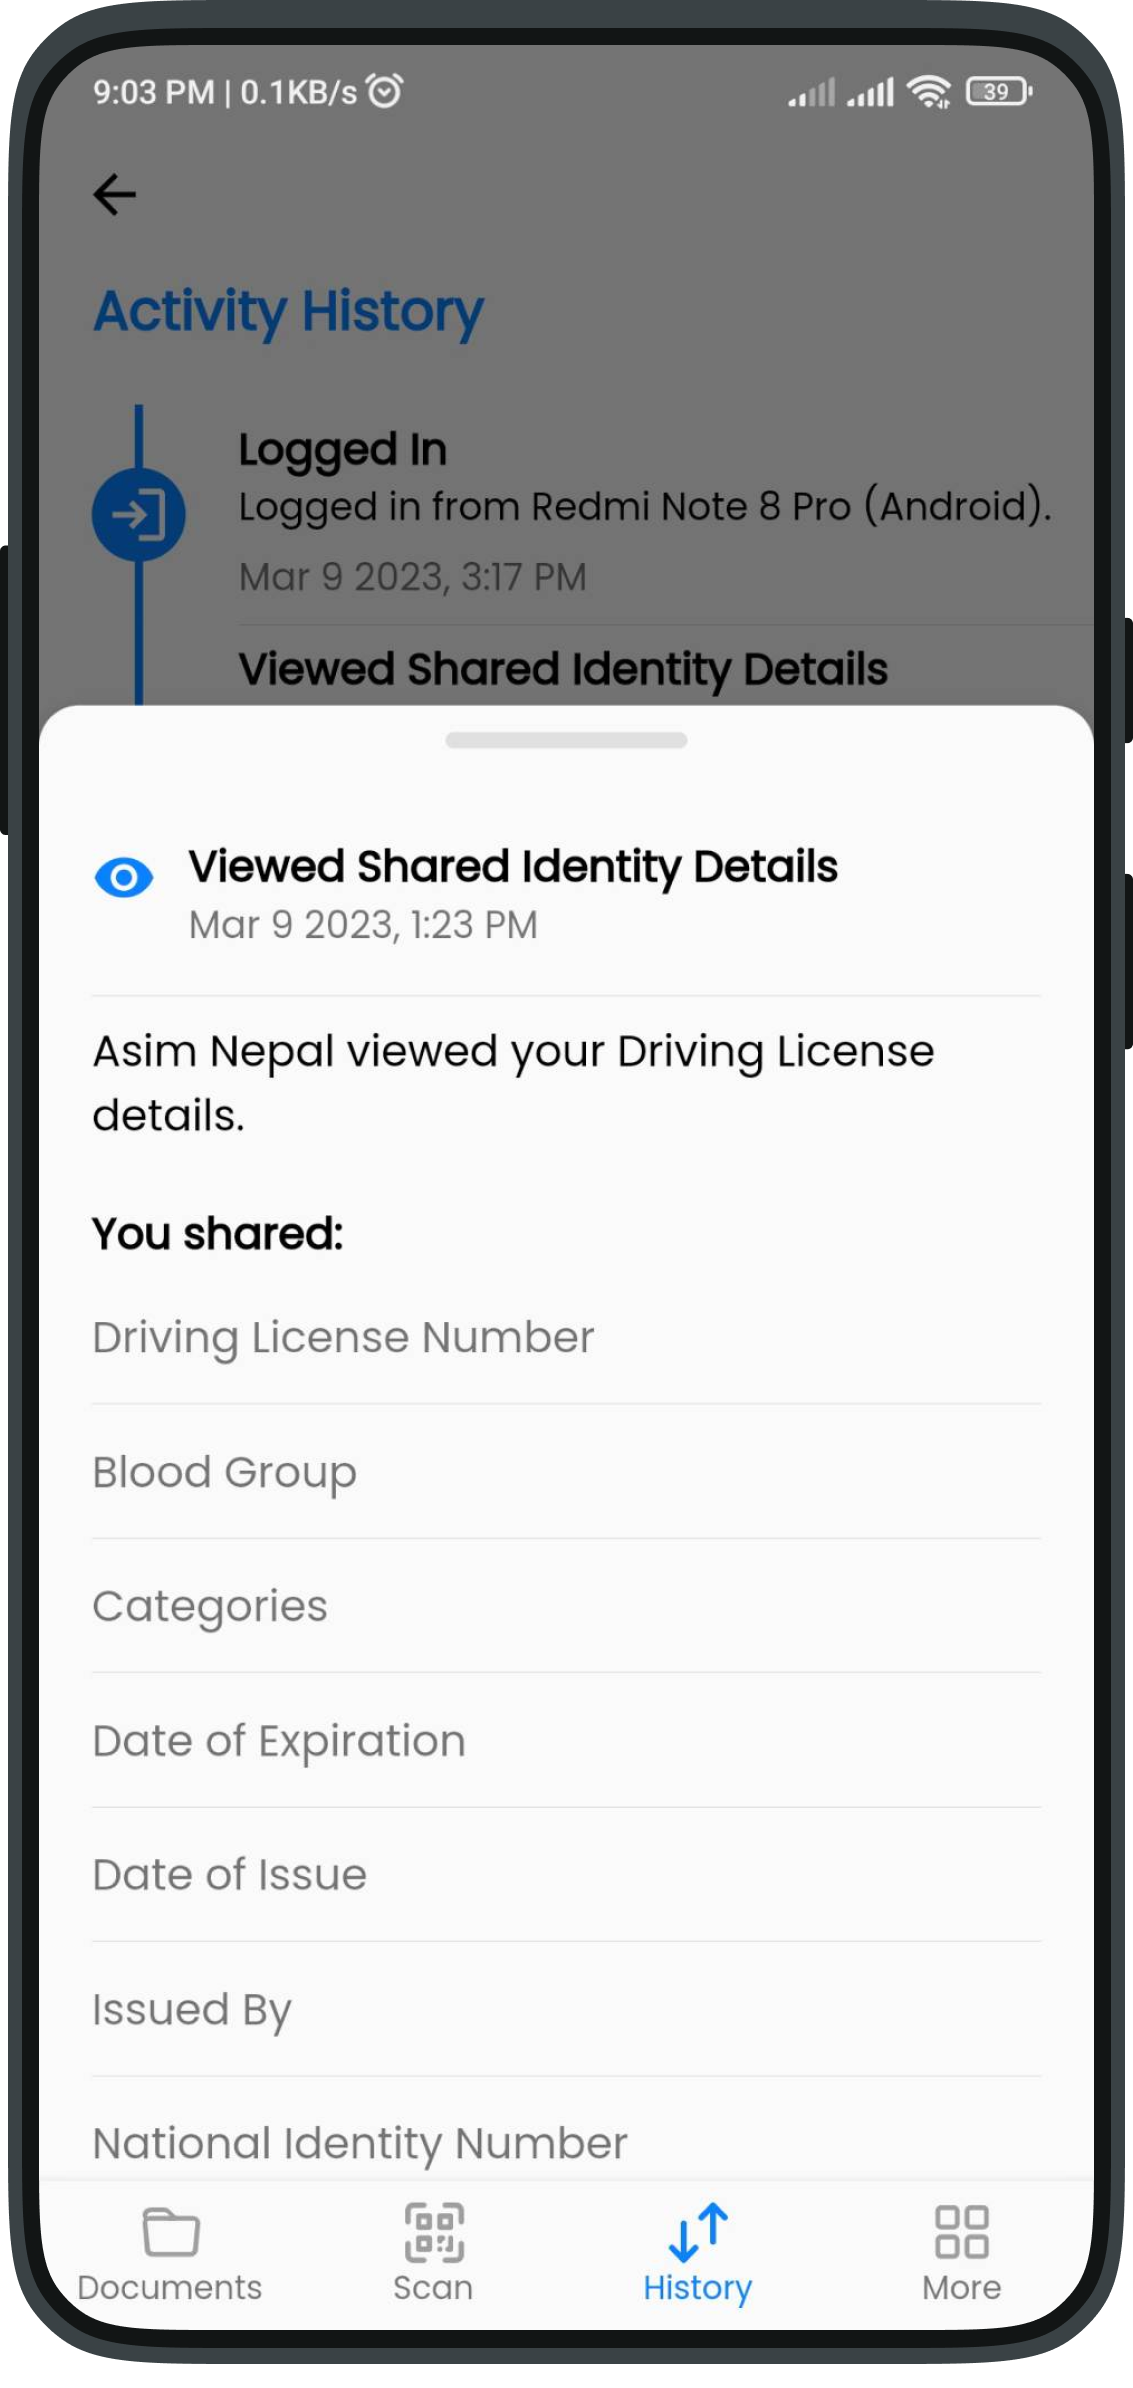 9:03 PM | 0.1KB/s
39
Activity History
Logged In
Logged in from Redmi Note 8 Pro (Android).
Mar 9 2023, 3:17 PM
Viewed Shared Identity Details
Viewed Shared Identity Details
Mar 9 2023, 1:23 PM
Asim Nepal viewed your Driving License
details.
You shared:
Driving License Number
Blood Group
Categories
Date of Expiration
Date of Issue
Issued By
National Identity Number
Documents
Scan
History
More